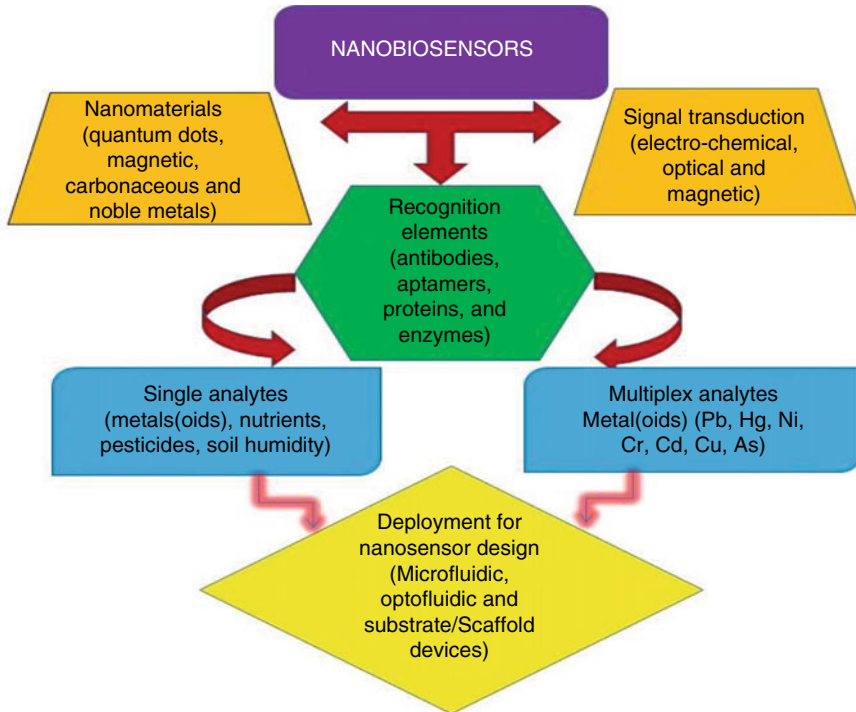 NANOBIOSENSORS
Nanomaterials
(quantum dots,
magnetic,
carbonaceous and
noble metals)
Signal transduction
(electro-chemical,
optical and
magnetic)
Recognition
elements
(antibodies,
aptamers,
proteins, and
enzymes)
Single analytes
(metals(oids), nutrients,
pesticides, soil humidity)
Multiplex analytes
Metal(oids) (Pb, Hg, Ni,
Cr, Cd, Cu, As)
Deployment for
nanosensor design
(Microfluidic,
optofluidic and
substrate/Scaffold
devices)